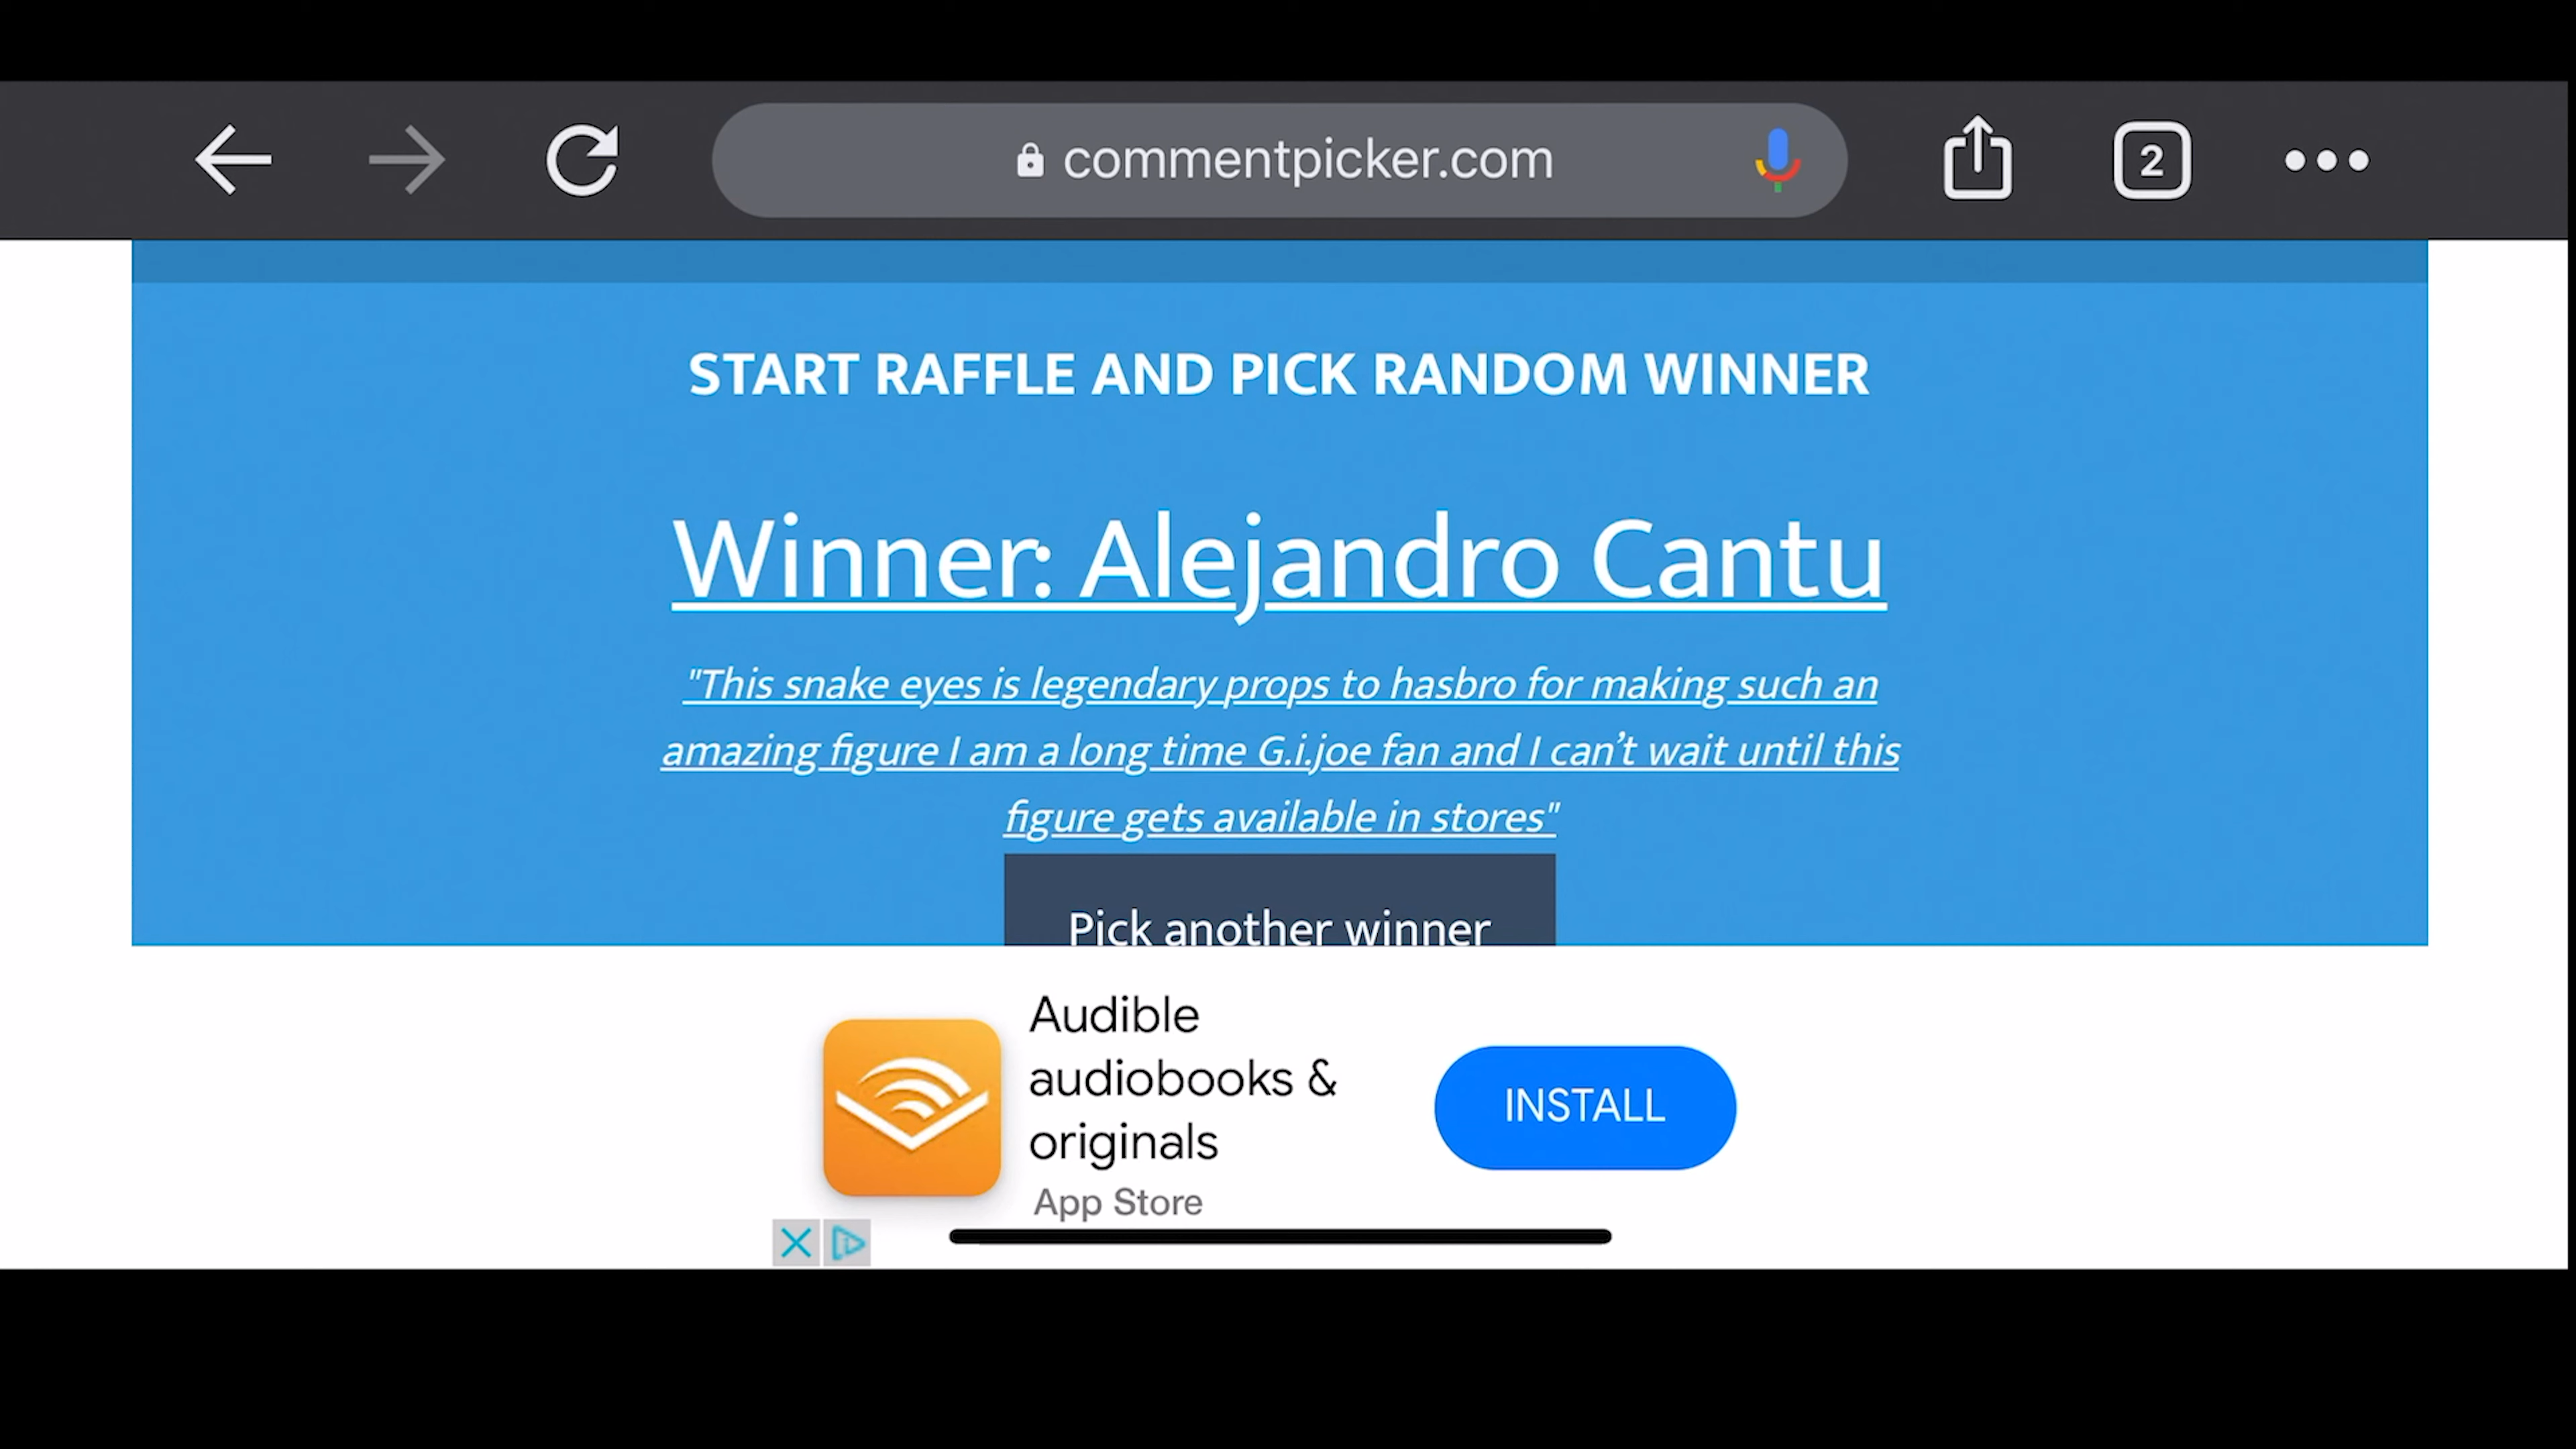 commentpicker.com
2
START RAFFLE AND PICK RANDOM WINNER
Winner: Alejandro Cantu
"This snake eyes is legendary props to hasbro for making such an
amazing figure I am a long time G.i.joe fan and I can’t wait until this
figure gets available in stores"
Pick another winner
Audible
audiobooks &
originals
App Store
INSTALL